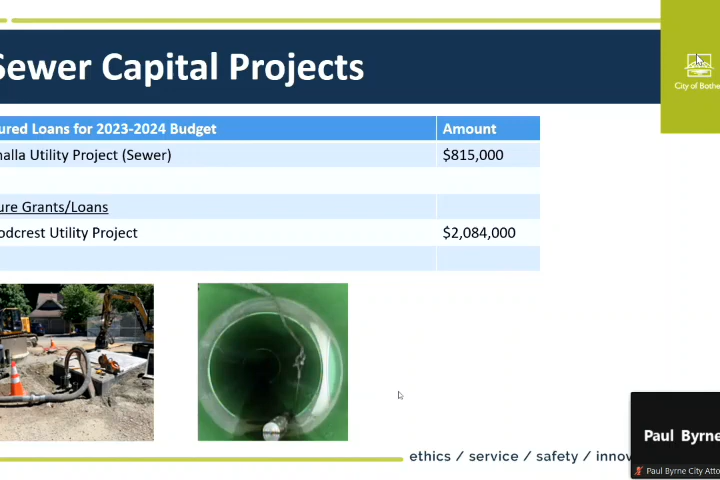 Sewer Capital Projects
City of Bothe
ured Loans for 2023-2024 Budget Amount
alla Utility Project (Sewer) $815,000
ure Grants/Loans
odcrest Utility Project $2,084,000
ethics / service / safety / innov
Paul Byrne
Paul Byrne City Atto